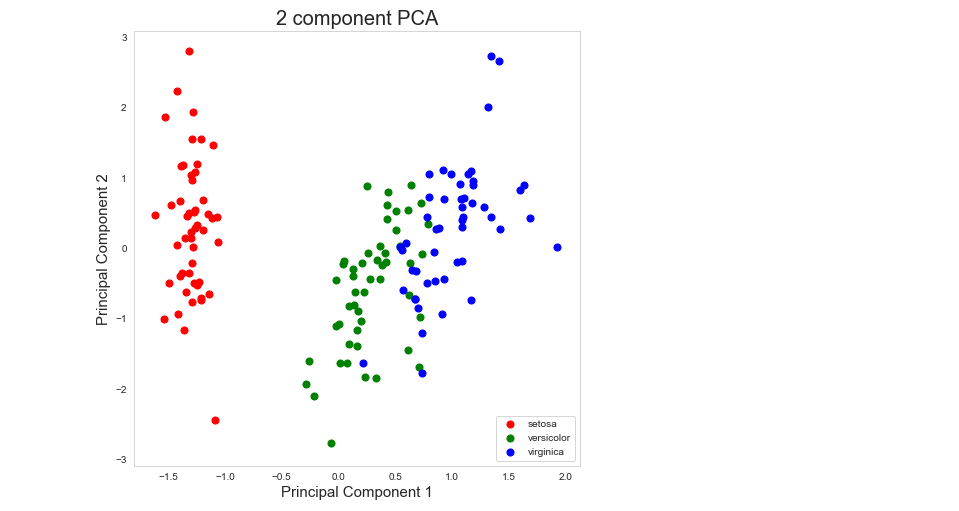 2 component PCA
Principal Component 2
3
2
1
0
−1
−2
−3
−1.5 −1.0 −0.5 0.0 0.5 1.0 1.5 2.0
Principal Component 1
setosa
versicolor
virginica